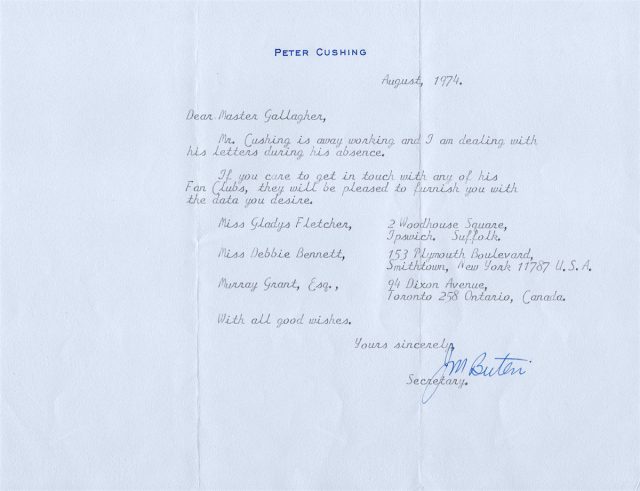 PETER CUSHING
August, 1974.
Dear Master Gallagher,
Mr. Cushing is away working and I am dealing with
his letters during his absence.
If you care to get in touch with any of his
Fan Clubs, they will be pleased to furnish you with
the data you desire.
Miss Gladys Fletcher, 2 Woodhouse Square,
Ipswich. Suffolk.
Miss Debbie Bennett, 153 Plymouth Boulevard,
Smithtown, New York 11787 U.S.A.
Murray Grant, Esq., 94 Dixon Avenue,
Toronto 258 Ontario, Canada.
With all good wishes.
Yours sincerely,
Secretary.